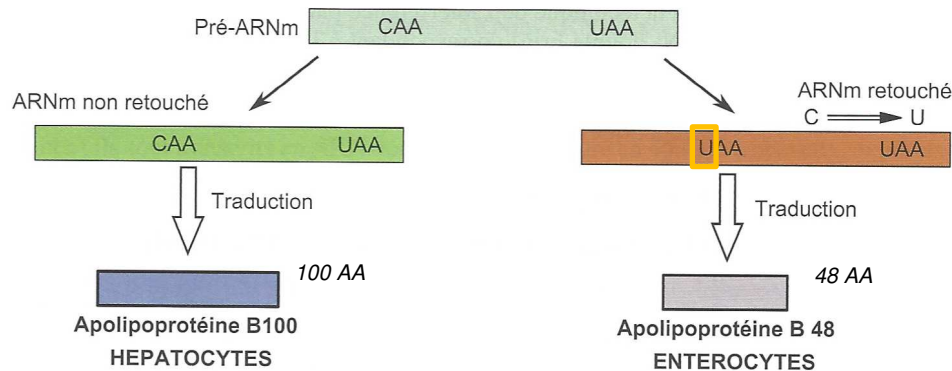 Pré-ARNm
CAA UAA
ARNm non retouché
ARNm retouché
C U
CAA UAA
UAA UAA
Traduction
Traduction
100 AA
48 AA
Apolipoprotéine B100
HEPATOCYTES
Apolipoprotéine B 48
ENTEROCYTES